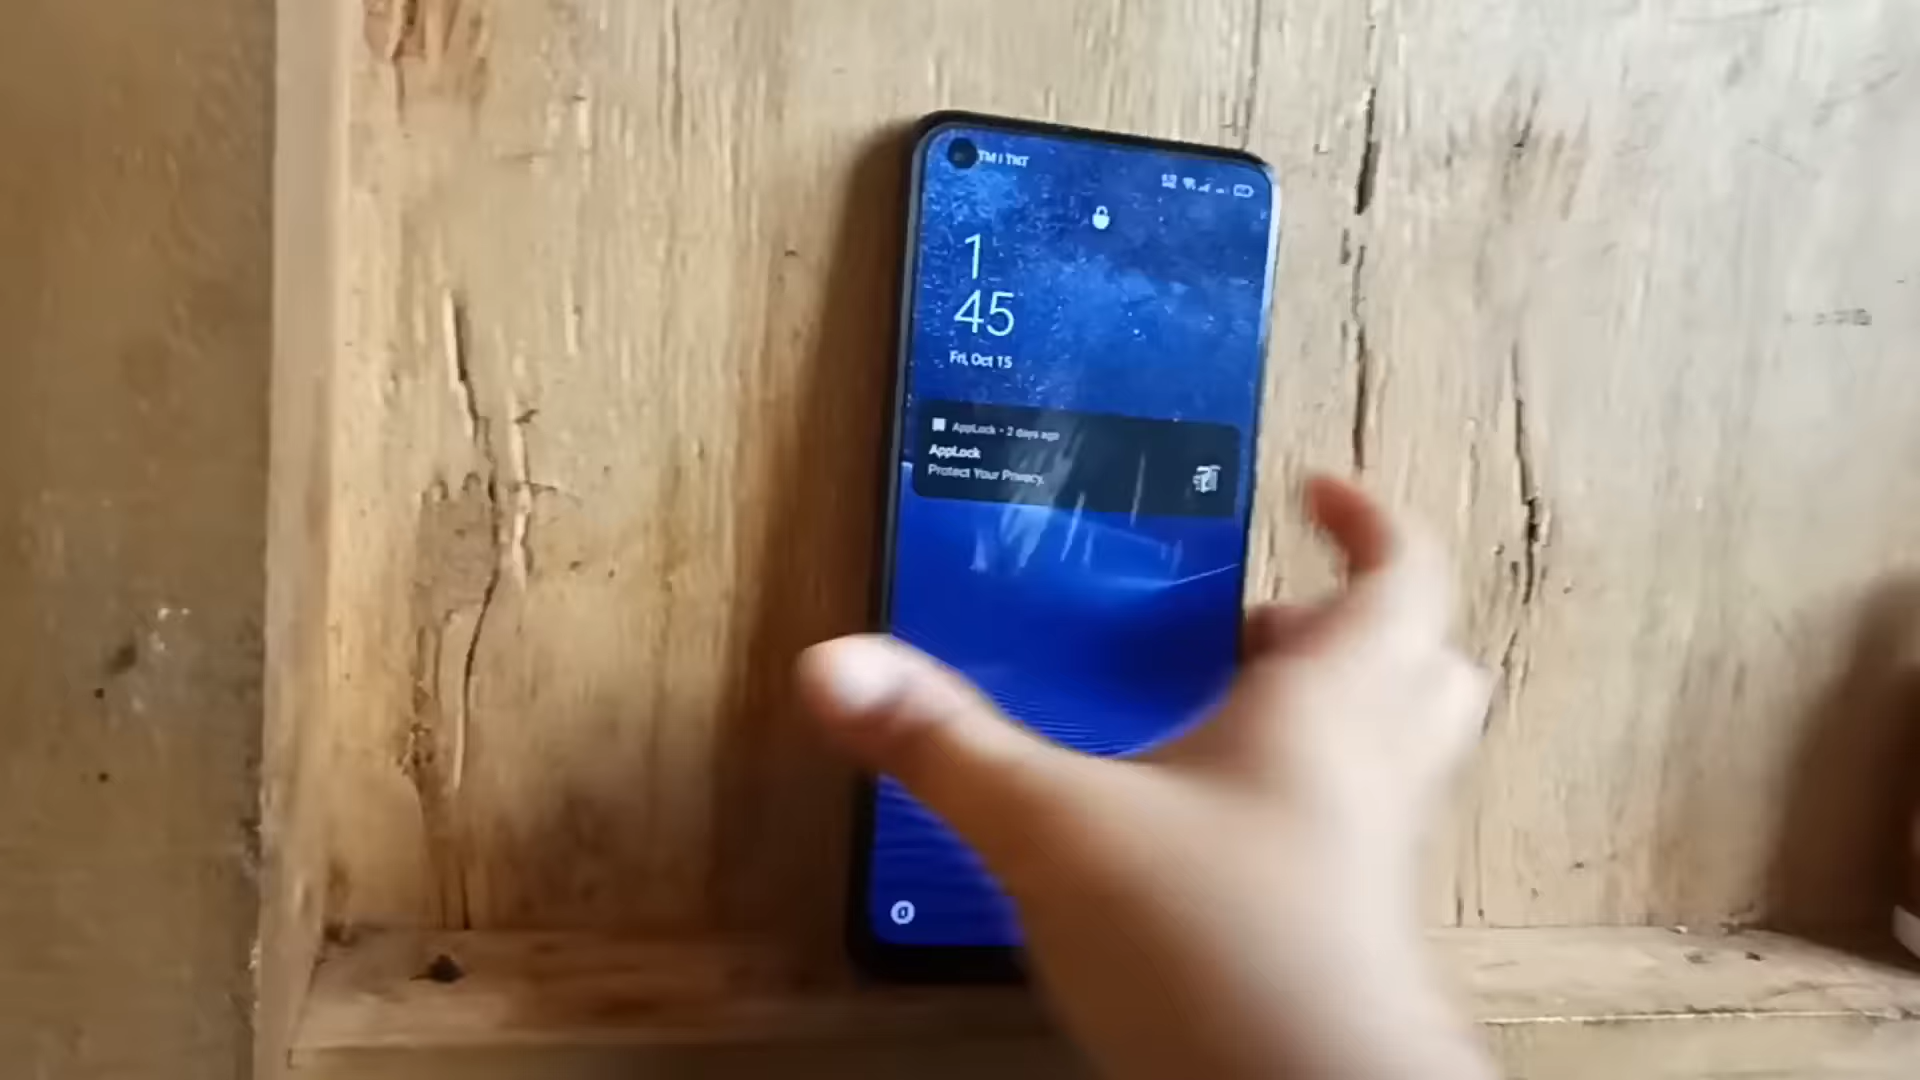 TM | TNT
1
45
Fri, Oct 15
AppLock • 2 days ago
AppLock
Protect Your Privacy.